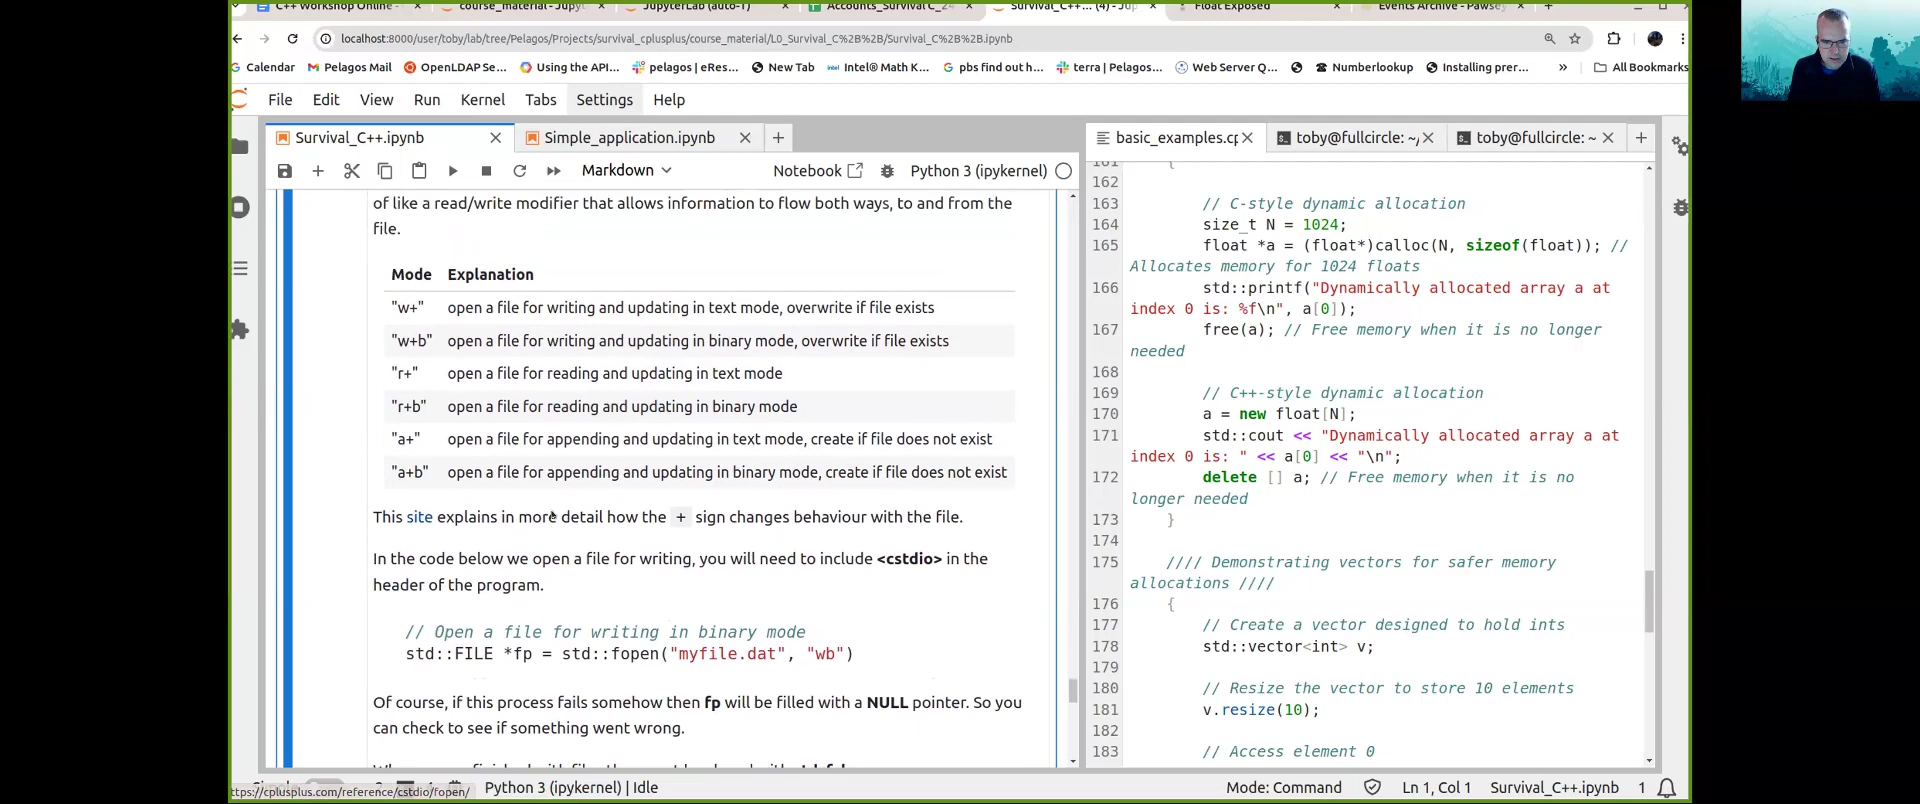 C++ Workshop Online -
course_material - Jupyt
JupyterLab (auto-1)
Accounts_Survival C_24
Survival_C++... (4) - Jup
Float Exposed
Events Archive - Pawsey
localhost:8000/user/toby/lab/tree/Pelagos/Projects/survival_cplusplus/course_material/L0_Survival_C%2B%2B/Survival_C%2B%2B.ipynb
Calendar
Pelagos Mail
OpenLDAP Se...
Using the API...
pelagos | eRes...
New Tab
Intel® Math K...
pbs find out h...
terra | Pelagos...
Web Server Q...
Numberlookup
Installing prer...
»
All Bookmarks
File Edit View Run Kernel Tabs Settings Help
Survival_C++.ipynb
Simple_application.ipynb
Markdown
Notebook
Python 3 (ipykernel)
of like a read/write modifier that allows information to flow both ways, to and from the
file.
Mode Explanation
"w+" open a file for writing and updating in text mode, overwrite if file exists
"w+b" open a file for writing and updating in binary mode, overwrite if file exists
"r+" open a file for reading and updating in text mode
"r+b" open a file for reading and updating in binary mode
"a+" open a file for appending and updating in text mode, create if file does not exist
"a+b" open a file for appending and updating in binary mode, create if file does not exist
This site explains in more detail how the + sign changes behaviour with the file.
In the code below we open a file for writing, you will need to include <cstdio> in the
header of the program.
// Open a file for writing in binary mode
std::FILE *fp = std::fopen("myfile.dat", "wb")
Of course, if this process fails somehow then fp will be filled with a NULL pointer. So you
can check to see if something went wrong.
basic_examples.cp
toby@fullcircle: ~/
toby@fullcircle: ~
161 {
162
163 // C-style dynamic allocation
164 size_t N = 1024;
165 float *a = (float*)calloc(N, sizeof(float)); //
Allocates memory for 1024 floats
166 std::printf("Dynamically allocated array a at
index 0 is: %f\n", a[0]);
167 free(a); // Free memory when it is no longer
needed
168
169 // C++-style dynamic allocation
170 a = new float[N];
171 std::cout << "Dynamically allocated array a at
index 0 is: " << a[0] << "\n";
172 delete [] a; // Free memory when it is no
longer needed
173 }
174
175 //// Demonstrating vectors for safer memory
allocations ////
176 {
177 // Create a vector designed to hold ints
178 std::vector<int> v;
179
180 // Resize the vector to store 10 elements
181 v.resize(10);
182
183 // Access element 0
ttps://cplusplus.com/reference/cstdio/fopen/
Python 3 (ipykernel) | Idle
Mode: Command
Ln 1, Col 1
Survival_C++.ipynb
1